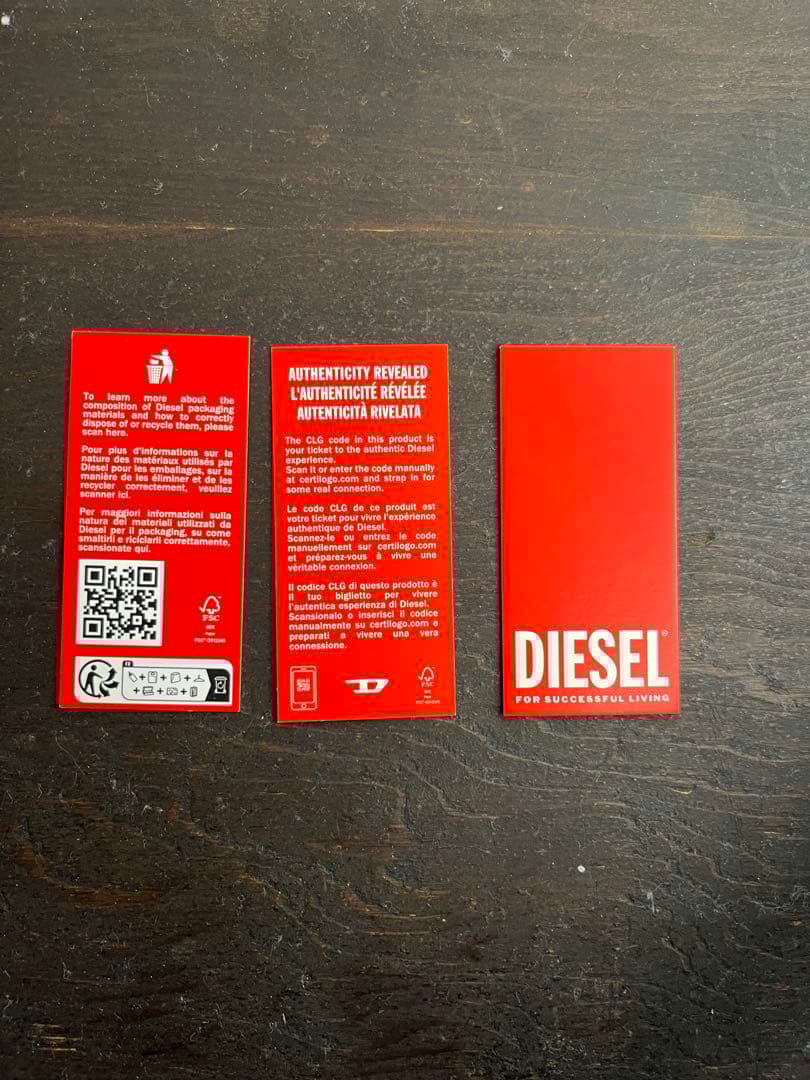 To learn more about the
composition of Diesel packaging
materials and how to correctly
dispose of or recycle them, please
scan here.
Pour plus d'informations sur la
nature des matériaux utilisés par
Diesel pour les emballages, sur la
manière de les éliminer et de les
recycler correctement, veuillez
scanner ici.
Per maggiori informazioni sulla
natura dei materiali utilizzati da
Diesel per il packaging, su come
smaltirli e riciclarli correttamente,
scansionate qui.
FSC
MIX
Paper
FR
AUTHENTICITY REVEALED
L'AUTHENTICITÉ RÉVÉLÉE
AUTENTICITÀ RIVELATA
The CLG code in this product is
your ticket to the authentic Diesel
experience.
Scan it or enter the code manually
at certilogo.com and strap in for
some real connection.
Le code CLG de ce produit est
votre ticket pour vivre l'expérience
authentique de Diesel.
Scannez-le ou entrez le code
manuellement sur certilogo.com
et préparez-vous à vivre une
véritable connexion.
Il codice CLG di questo prodotto è
il tuo biglietto per vivere
l'autentica esperienza di Diesel.
Scansionalo o inserisci il codice
manualmente su certilogo.com e
preparati a vivere una vera
connessione.
D
FSC
MIX
Paper
DIESEL®
FOR SUCCESSFUL LIVING